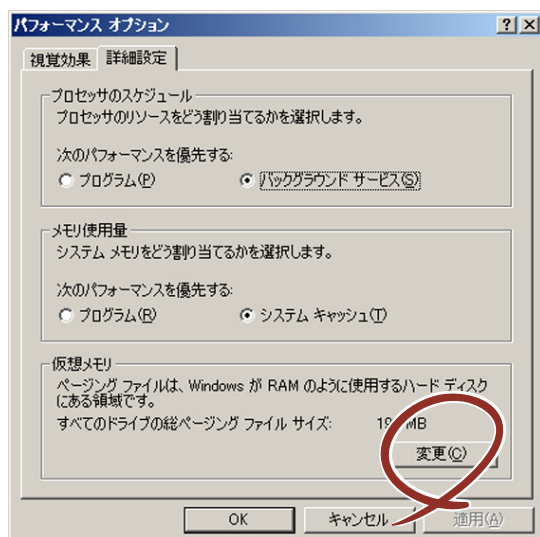 パフォーマンス オプション
視覚効果 詳細設定
プロセッサのスケジュール
プロセッサのリソースをどう割り当てるかを選択します。
次のパフォーマンスを優先する:
プログラム(P) バックグラウンド サービス(S)
メモリ使用量
システム メモリをどう割り当てるかを選択します。
次のパフォーマンスを優先する:
プログラム(R) システム キャッシュ(T)
仮想メモリ
ページング ファイルは、Windows が RAM のように使用するハード ディスク
にある領域です。
すべてのドライブの総ページング ファイル サイズ: MB
変更(C)
OK キャンセル 適用(A)